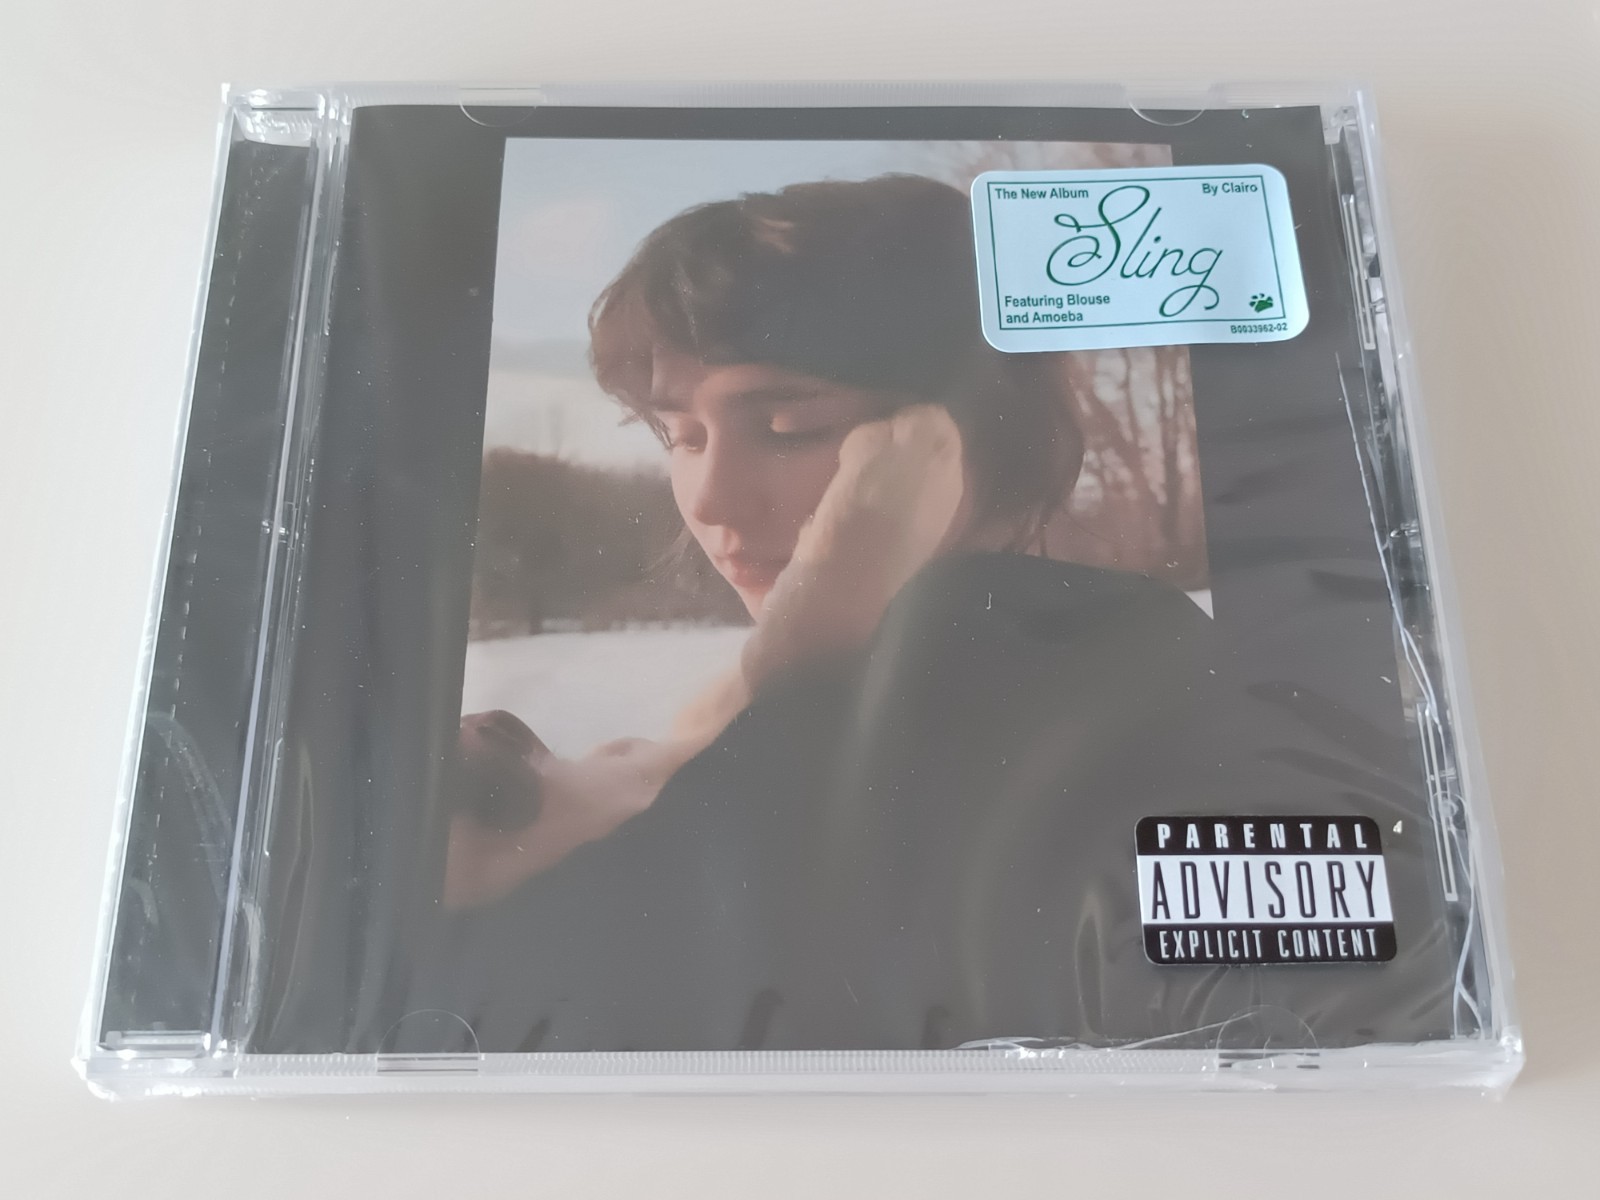 The New Album
By Clairo
Sling
Featuring Blouse
and Amoeba
B0033962-02
PARENTAL
ADVISORY
EXPLICIT CONTENT